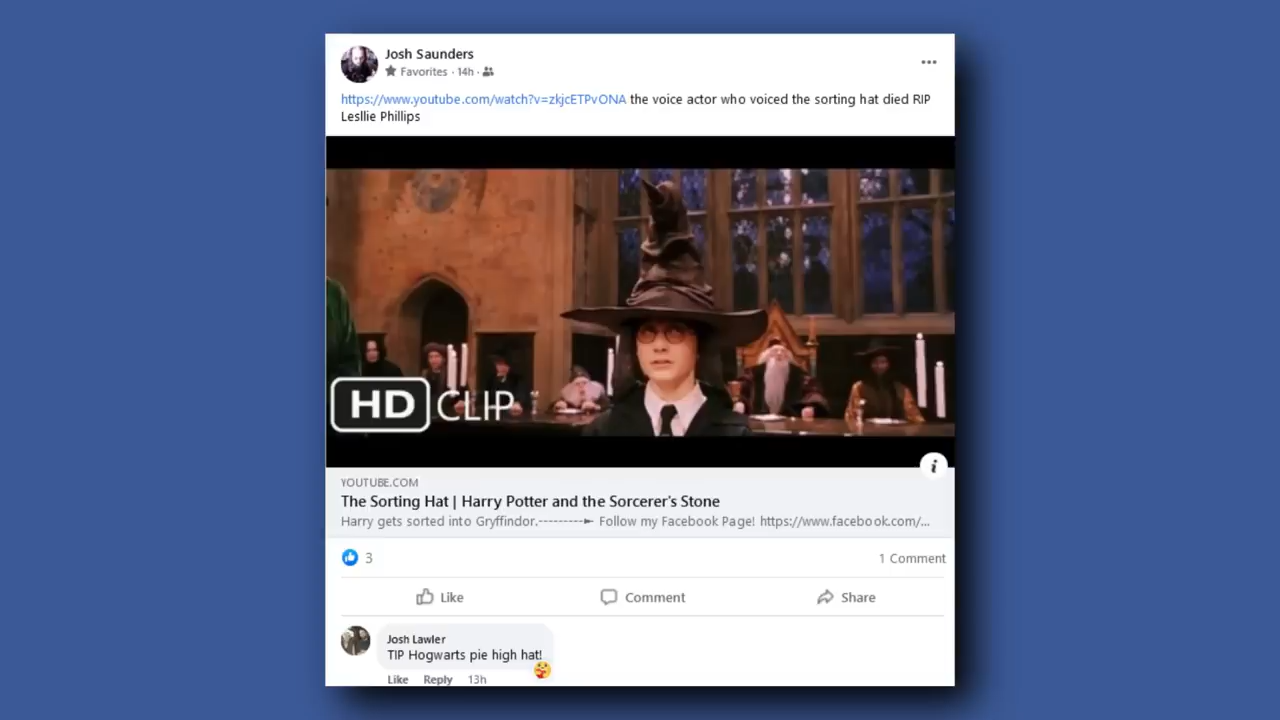 Josh Saunders
Favorites · 14h ·
https://www.youtube.com/watch?v=zkjcETPvONA the voice actor who voiced the sorting hat died RIP
Lesllie Phillips
HD CLIP
i
YOUTUBE.COM
The Sorting Hat | Harry Potter and the Sorcerer's Stone
Harry gets sorted into Gryffindor.---------► Follow my Facebook Page! https://www.facebook.com/...
3
1 Comment
Like
Comment
Share
Josh Lawler
TIP Hogwarts pie high hat!
Like Reply 13h